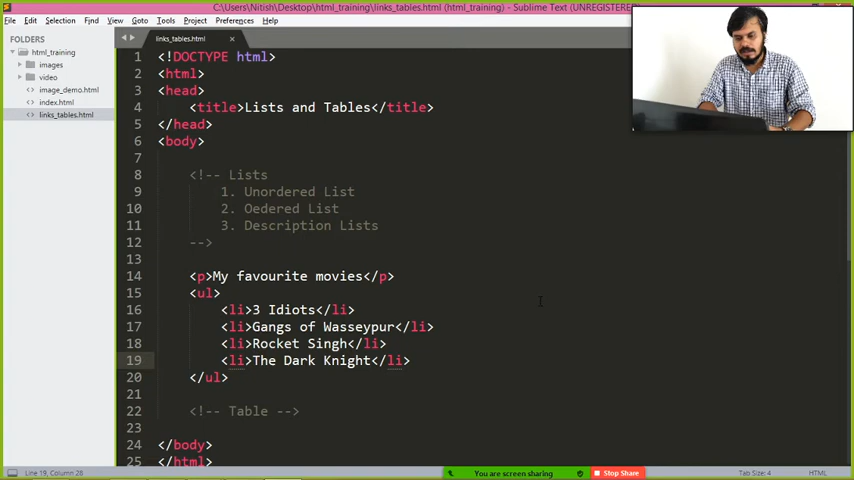 C:\Users\Nitish\Desktop\html_training\links_tables.html (html_training) - Sublime Text (UNREGISTERED)
File Selection Find View Goto Tools Project Preferences Help
FOLDERS
html_training
images
video
image_demo.html
index.html
links_tables.html
links_tables.html ×
1 <!DOCTYPE html>
2 <html>
3 <head>
4 <title>Lists and Tables</title>
5 </head>
6 <body>
7
8 <!-- Lists
9 1. Unordered List
10 2. Oedered List
11 3. Description Lists
12 -->
13
14 <p>My favourite movies</p>
15 <ul>
16 <li>3 Idiots</li>
17 <li>Gangs of Wasseypur</li>
18 <li>Rocket Singh</li>
19 <li>The Dark Knight</li>
20 </ul>
21
22 <!-- Table -->
23
24 </body>
25 </html>
Line 19, Column 28
You are screen sharing
Stop Share
Tab Size: 4
HTML